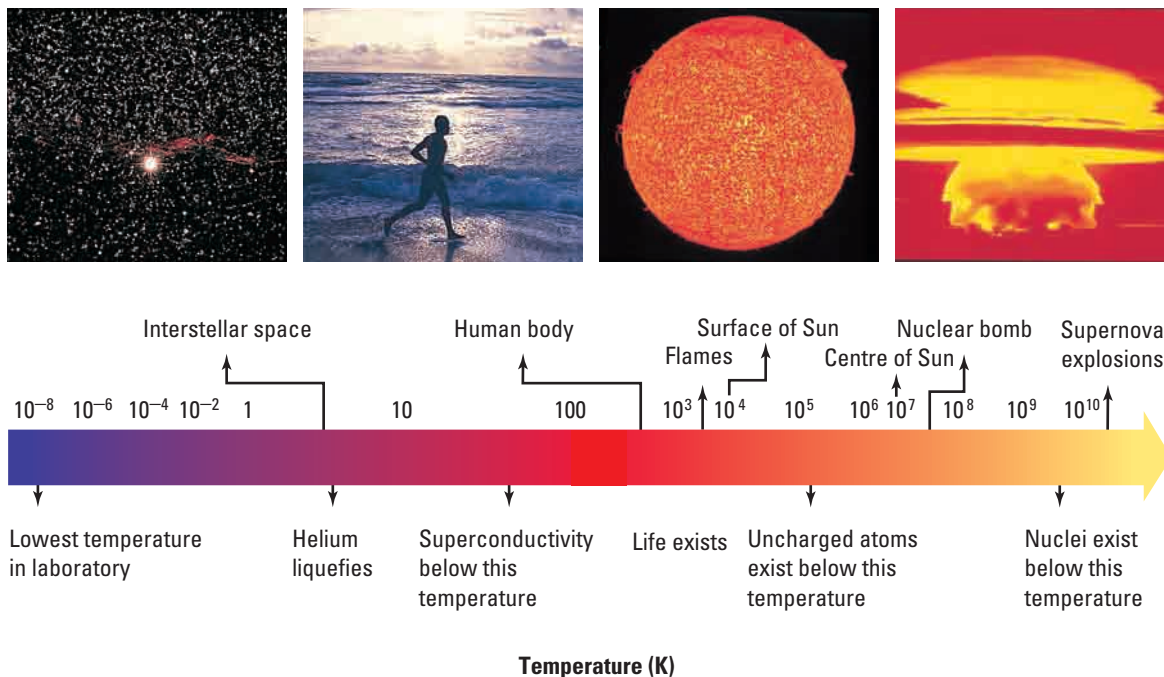 Interstellar space
Human body
Surface of Sun
Flames
Centre of Sun
Nuclear bomb
Supernova
explosions
10⁻⁸ 10⁻⁶ 10⁻⁴ 10⁻² 1 10 100 10³ 10⁴ 10⁵ 10⁶ 10⁷ 10⁸ 10⁹ 10¹⁰
Lowest temperature
in laboratory
Helium
liquefies
Superconductivity
below this
temperature
Life exists
Uncharged atoms
exist below this
temperature
Nuclei exist
below this
temperature
Temperature (K)